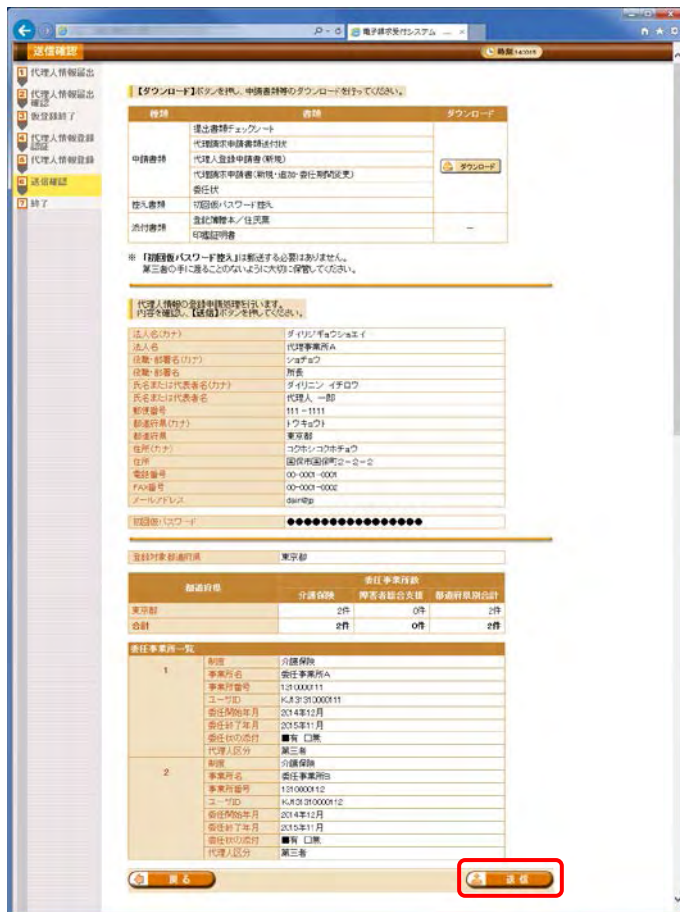 電子請求受付システム
送信確認
時限
1 代理人情報届出
2 代理人情報届出
確認
3 仮登録終了
4 代理人情報登録
認証
5 代理人情報登録
6 送信確認
7 終了
【ダウンロード】ボタンを押し、申請書類等のダウンロードを行ってください。
種類 書類 ダウンロード
申請書類
提出書類チェックシート
代理請求申請書類送付状
代理人登録申請書(新規)
代理請求申請書(新規・追加・委任期間変更)
委任状
ダウンロード
控え書類 初回仮パスワード控え
添付書類
登記簿謄本/住民票
印鑑証明書
－
※ 「初回仮パスワード控え」は郵送する必要はありません。
第三者の手に渡ることのないように大切に保管してください。
代理人情報の登録申請処理を行います。
内容を確認し、【送信】ボタンを押してください。
法人名(カナ) ダイリジギョウショエイ
法人名 代理事業所A
役職・部署名(カナ) ショチョウ
役職・部署名 所長
氏名または代表者名(カナ) ダイリニン イチロウ
氏名または代表者名 代理人 一郎
郵便番号 111-1111
都道府県(カナ) トウキョウト
都道府県 東京都
住所(カナ) コクホシコクホチョウ
住所 国保市国保町2-2-2
電話番号 00-0001-0001
FAX番号 00-0001-0002
メールアドレス
初回仮パスワード ●●●●●●●●●●●●●●●●
登録対象都道府県 東京都
都道府県 委任事業所数
介護保険 障害者総合支援 都道府県別合計
東京都 2件 0件 2件
合計 2件 0件 2件
委任事業所一覧
1
制度 介護保険
事業所名 委任事業所A
事業所番号 1310000111
ユーザID KJ131310000111
委任開始年月 2014年12月
委任終了年月 2015年11月
委任状の添付 ■有 □無
代理人区分 第三者
2
制度 介護保険
事業所名 委任事業所B
事業所番号 1310000112
ユーザID KJ131310000112
委任開始年月 2014年12月
委任終了年月 2015年11月
委任状の添付 ■有 □無
代理人区分 第三者
戻る
送信